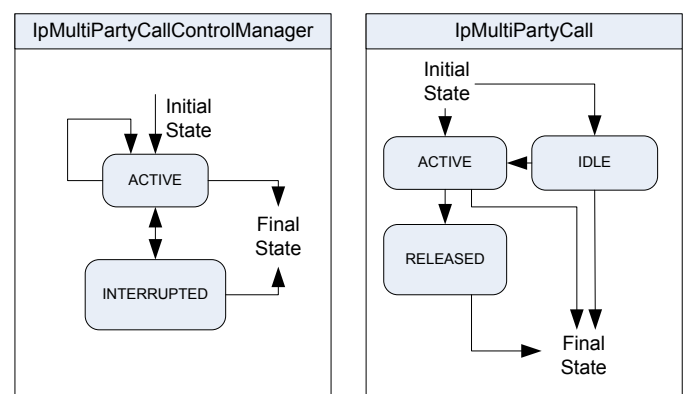 IpMultiPartyCallControlManager
Initial
State
ACTIVE
Final
State
INTERRUPTED
IpMultiPartyCall
Initial
State
ACTIVE
IDLE
RELEASED
Final
State